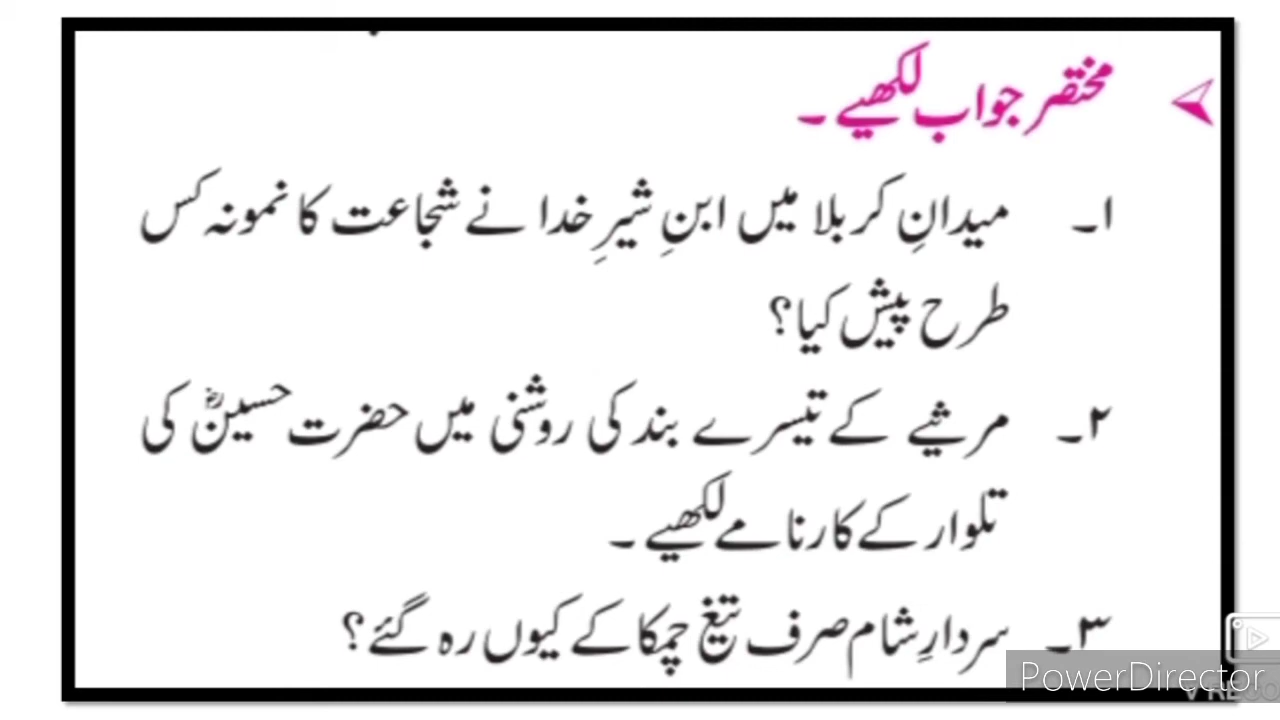 مختصر جواب لکھیے ۔
۱۔ میدانِ کربلا میں ابنِ شیرِ خدا نے شجاعت کا نمونہ کس
طرح پیش کیا؟
۲۔ مرثیے کے تیسرے بند کی روشنی میں حضرت حسینؓ کی
تلوار کے کارنامے لکھیے ۔
۳۔ سردارِ شام صرف تیغ چمکا کے کیوں رہ گئے؟
PowerDirector